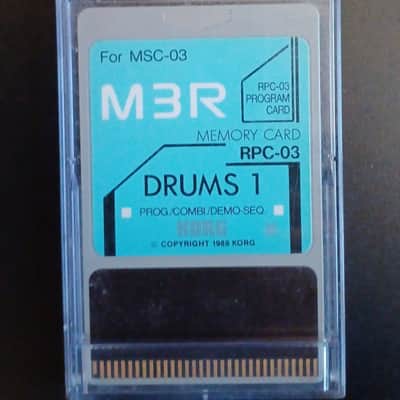 For MSC-03
RPC-03
PROGRAM
CARD
M3R
MEMORY CARD
RPC-03
DRUMS 1
PROG./COMBI/DEMO-SEQ.
KORG
© COPYRIGHT 1988 KORG